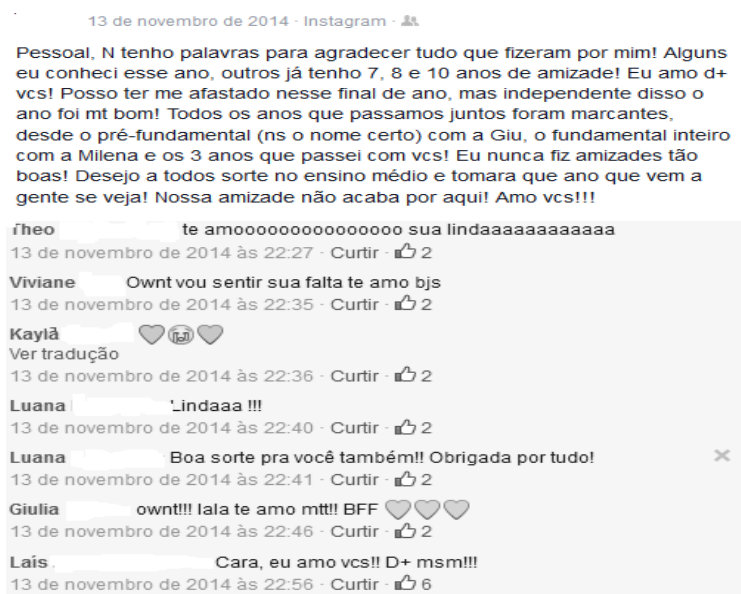 13 de novembro de 2014 · Instagram ·
Pessoal, N tenho palavras para agradecer tudo que fizeram por mim! Alguns
eu conheci esse ano, outros já tenho 7, 8 e 10 anos de amizade! Eu amo d+
vcs! Posso ter me afastado nesse final de ano, mas independente disso o
ano foi mt bom! Todos os anos que passamos juntos foram marcantes,
desde o pré-fundamental (ns o nome certo) com a Giu, o fundamental inteiro
com a Milena e os 3 anos que passei com vcs! Eu nunca fiz amizades tão
boas! Desejo a todos sorte no ensino médio e tomara que ano que vem a
gente se veja! Nossa amizade não acaba por aqui! Amo vcs!!!
Theo te amooooooooooooooo sua lindaaaaaaaaaaaa
13 de novembro de 2014 às 22:27 · Curtir · 2
Viviane Ownt vou sentir sua falta te amo bjs
13 de novembro de 2014 às 22:35 · Curtir · 2
Kayla
Ver tradução
13 de novembro de 2014 às 22:36 · Curtir · 2
Luana Lindaaa !!!
13 de novembro de 2014 às 22:40 · Curtir · 2
Luana Boa sorte pra você também!! Obrigada por tudo!
13 de novembro de 2014 às 22:41 · Curtir · 2
Giulia ownt!!! lala te amo mtt!! BFF
13 de novembro de 2014 às 22:46 · Curtir · 2
Laís Cara, eu amo vcs!! D+ msm!!!
13 de novembro de 2014 às 22:56 · Curtir · 6